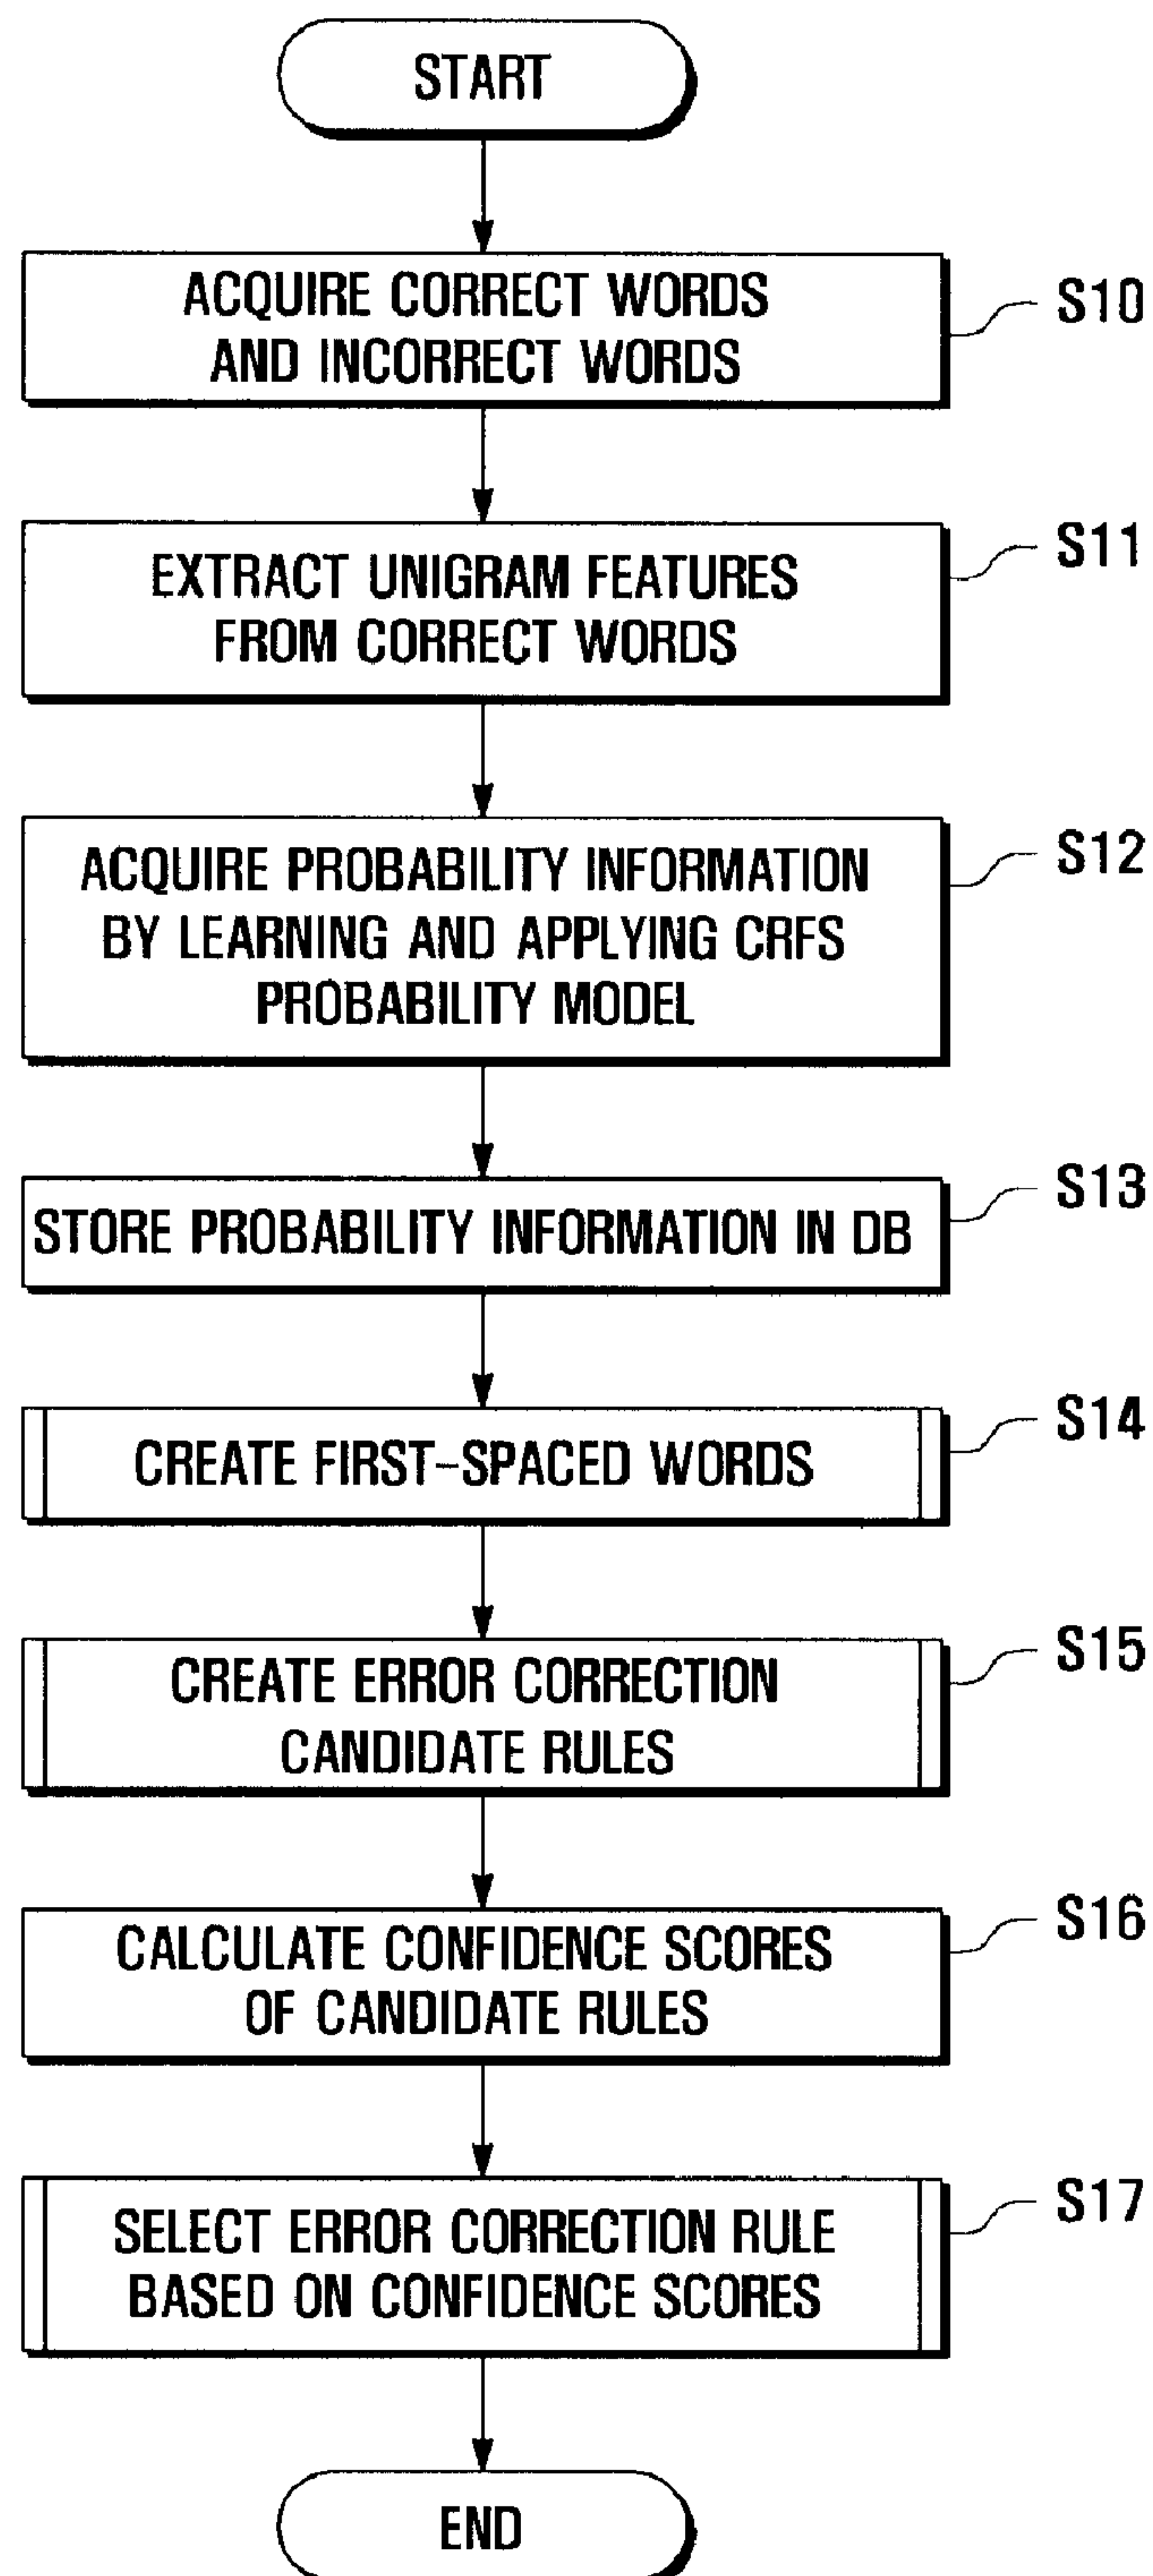 START
ACQUIRE CORRECT WORDS
AND INCORRECT WORDS
S10
EXTRACT UNIGRAM FEATURES
FROM CORRECT WORDS
S11
ACQUIRE PROBABILITY INFORMATION
BY LEARNING AND APPLYING CRFS
PROBABILITY MODEL
S12
STORE PROBABILITY INFORMATION IN DB
S13
CREATE FIRST-SPACED WORDS
S14
CREATE ERROR CORRECTION
CANDIDATE RULES
S15
CALCULATE CONFIDENCE SCORES
OF CANDIDATE RULES
S16
SELECT ERROR CORRECTION RULE
BASED ON CONFIDENCE SCORES
S17
END